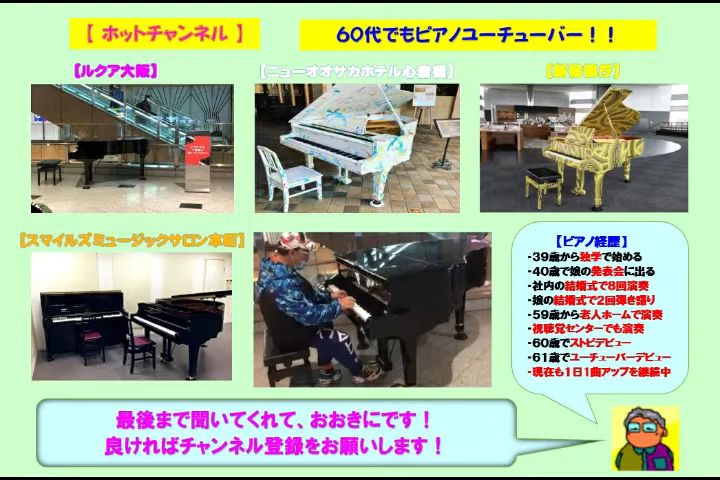 【 ホットチャンネル 】
60代でもピアノユーチューバー！！
【ルクア大阪】
【ニューオオサカホテル心斎橋】
【新宿都庁】
【スマイルズミュージックサロン本町】
【ピアノ経歴】
-39歳から独学で始める
-40歳で娘の発表会に出る
-社内の結婚式で8回演奏
-娘の結婚式で2回弾き語り
-59歳から老人ホームで演奏
-視聴覚センターでも演奏
-60歳でストピデビュー
-61歳でユーチューバーデビュー
-現在も1日1曲アップを継続中
最後まで聞いてくれて、おおきにです！
良ければチャンネル登録をお願いします！